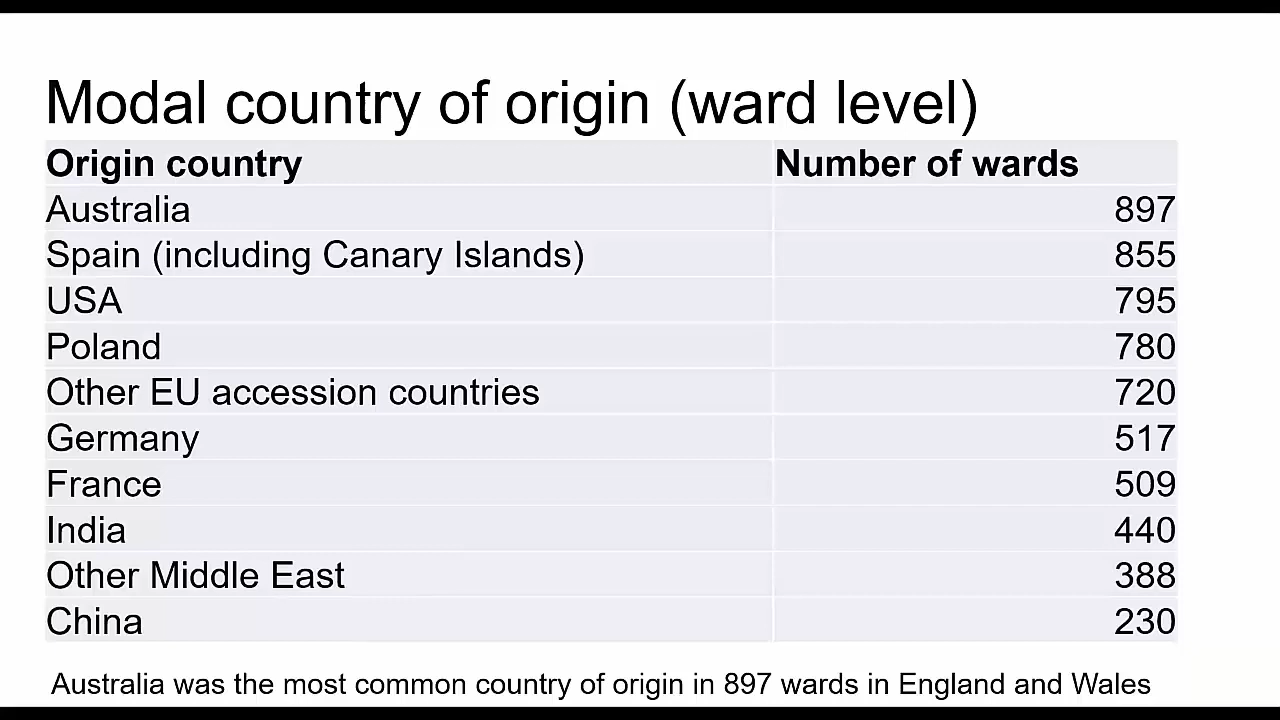 Modal country of origin (ward level)
Origin country Number of wards
Australia 897
Spain (including Canary Islands) 855
USA 795
Poland 780
Other EU accession countries 720
Germany 517
France 509
India 440
Other Middle East 388
China 230
Australia was the most common country of origin in 897 wards in England and Wales